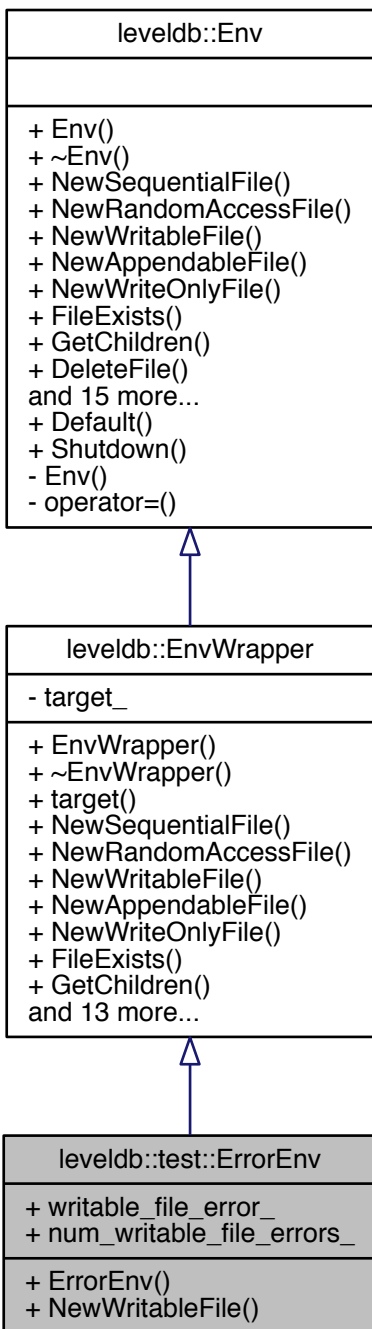 leveldb::Env
+ Env()
+ ~Env()
+ NewSequentialFile()
+ NewRandomAccessFile()
+ NewWritableFile()
+ NewAppendableFile()
+ NewWriteOnlyFile()
+ FileExists()
+ GetChildren()
+ DeleteFile()
and 15 more...
+ Default()
+ Shutdown()
- Env()
- operator=()
leveldb::EnvWrapper
- target_
+ EnvWrapper()
+ ~EnvWrapper()
+ target()
+ NewSequentialFile()
+ NewRandomAccessFile()
+ NewWritableFile()
+ NewAppendableFile()
+ NewWriteOnlyFile()
+ FileExists()
+ GetChildren()
and 13 more...
leveldb::test::ErrorEnv
+ writable_file_error_
+ num_writable_file_errors_
+ ErrorEnv()
+ NewWritableFile()